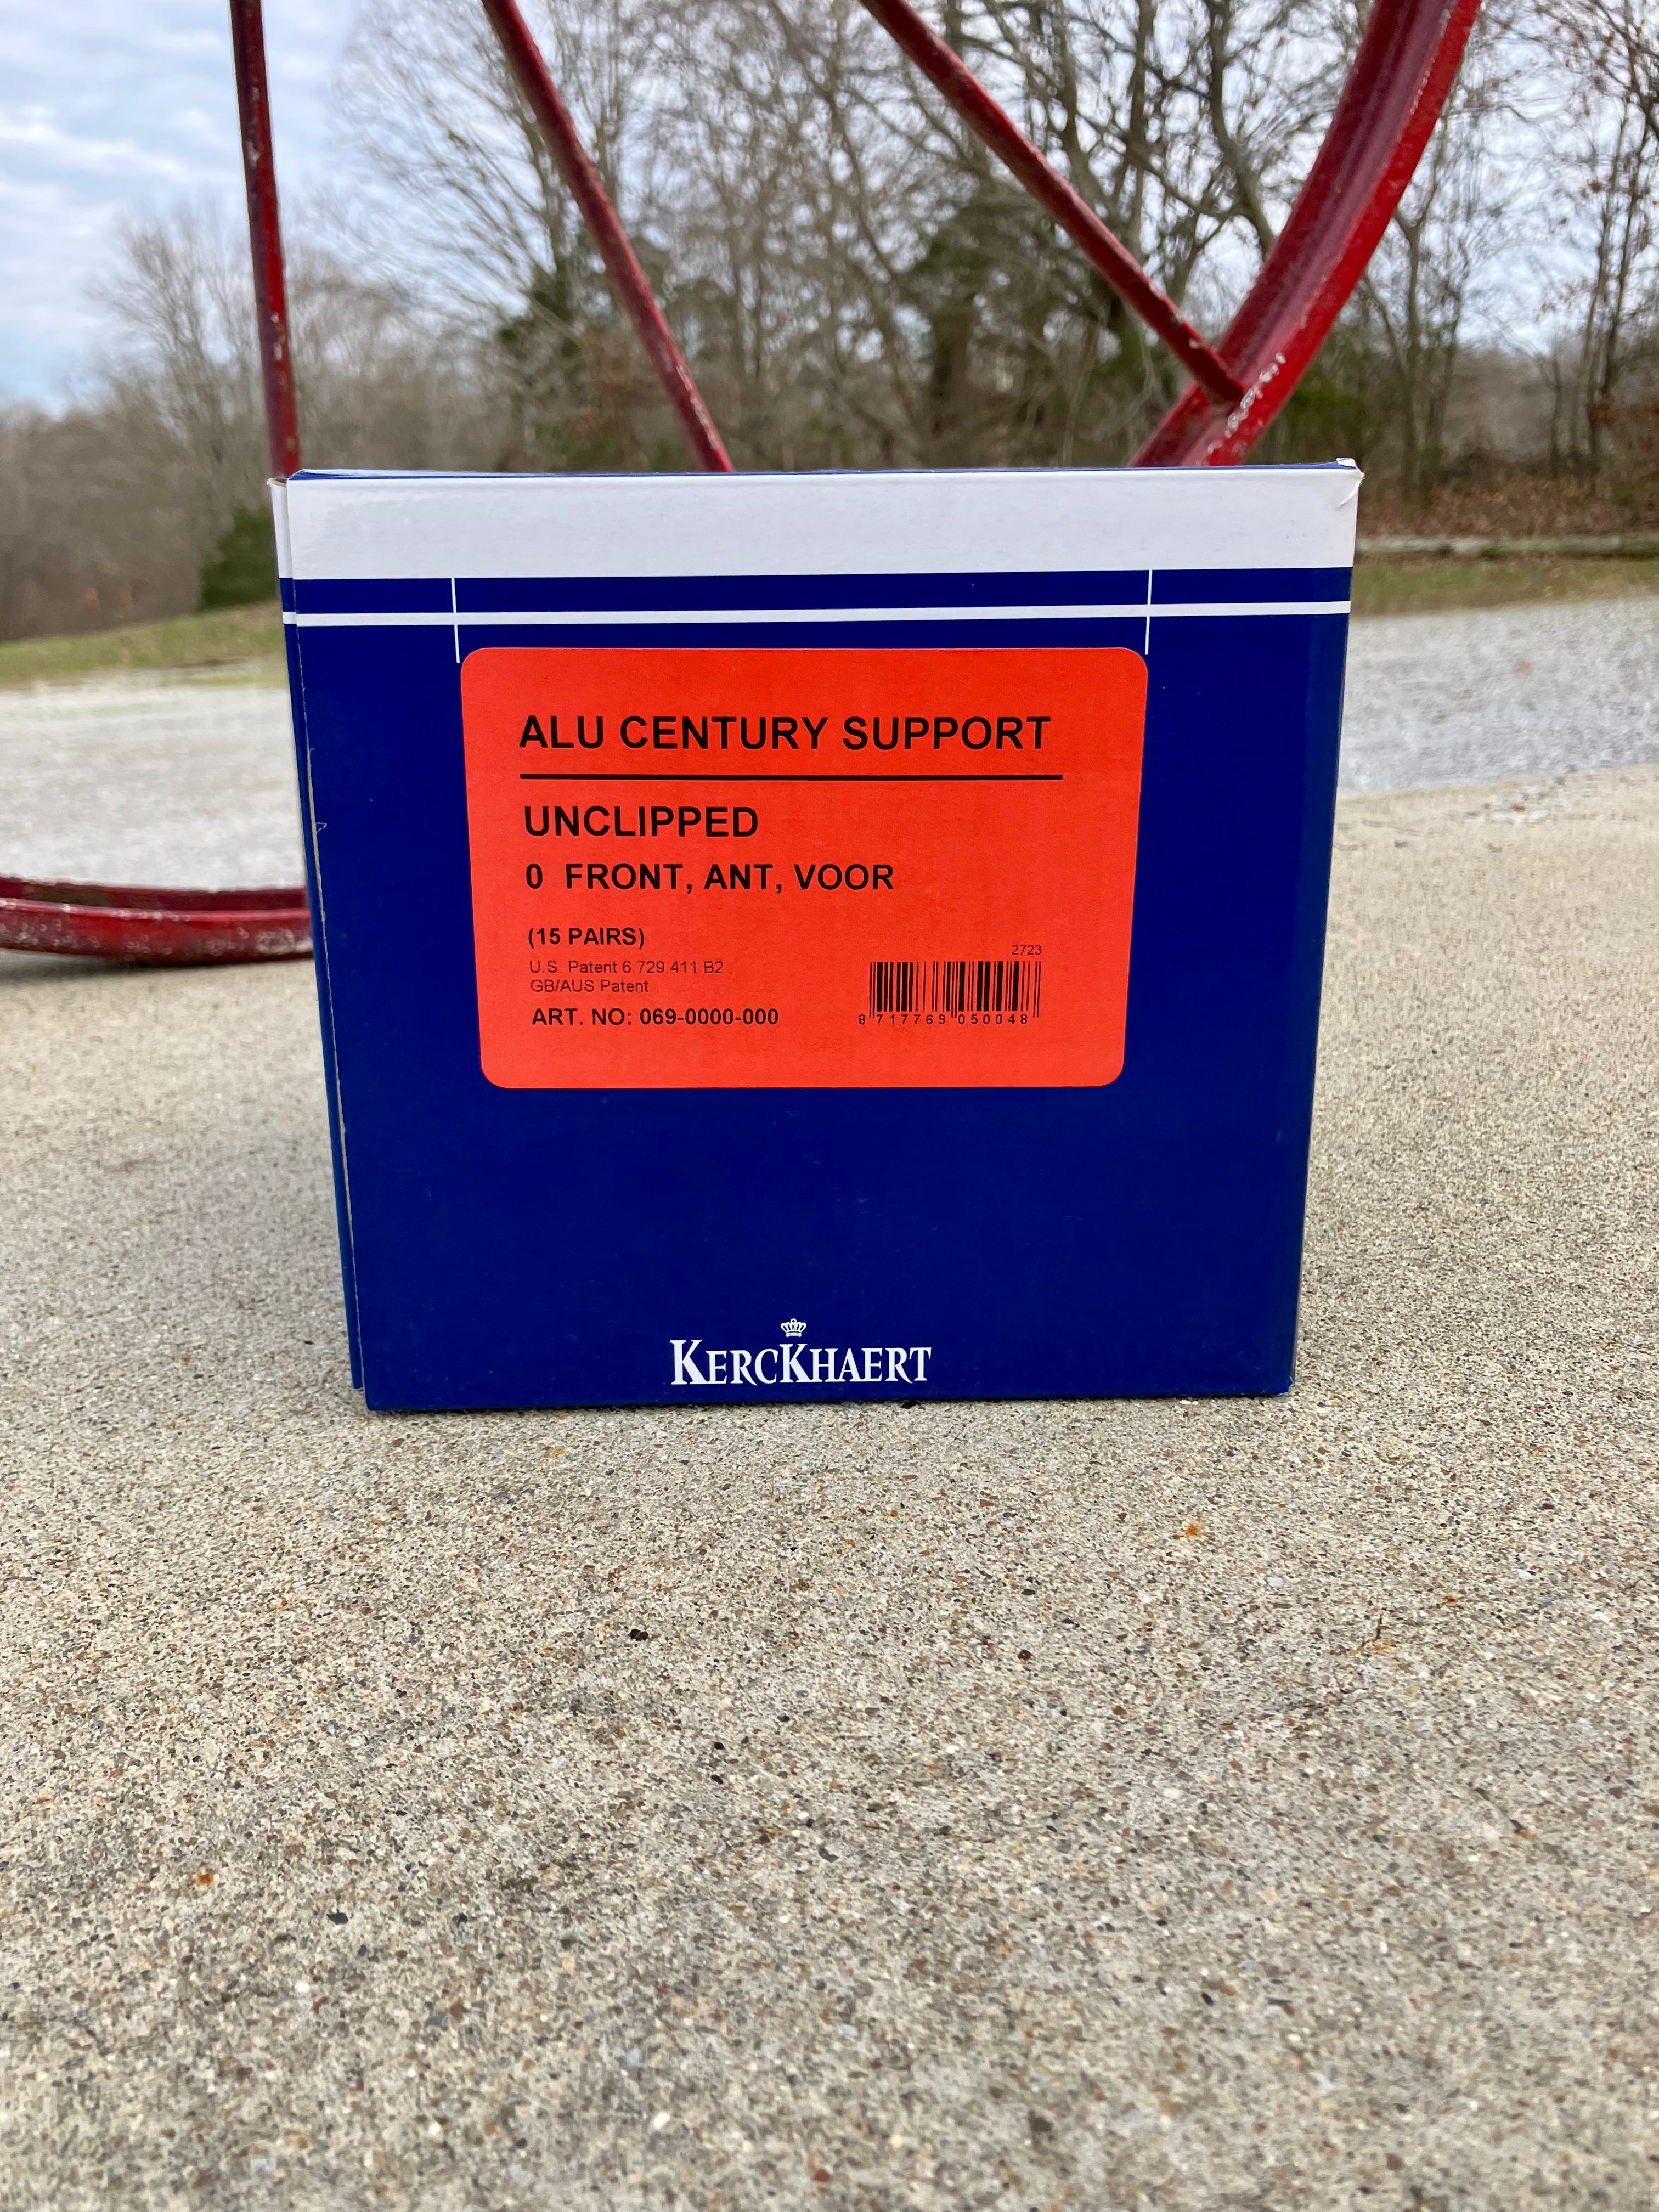 ALU CENTURY SUPPORT
UNCLIPPED
0 FRONT, ANT, VOOR
(15 PAIRS)
U.S. Patent 6.729.411 B2
GB/AUS Patent
ART. NO: 069-0000-000
2723
8 717769 050048
KERCKHAERT